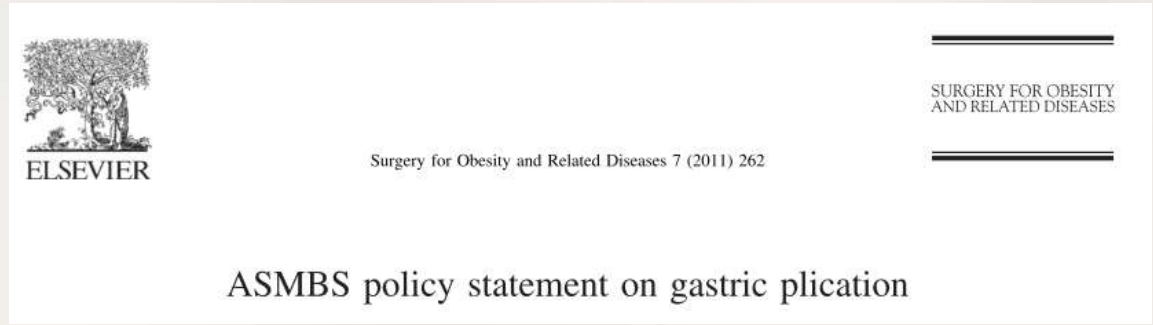 SURGERY FOR OBESITY
AND RELATED DISEASES
ELSEVIER
Surgery for Obesity and Related Diseases 7 (2011) 262
ASMBS policy statement on gastric plication